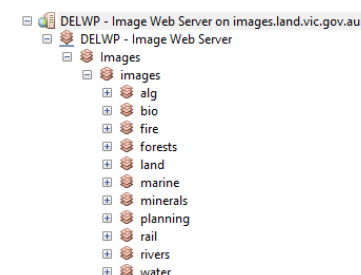 DELWP - Image Web Server on images.land.vic.gov.au
DELWP - Image Web Server
Images
images
alg
bio
fire
forests
land
marine
minerals
planning
rail
rivers
water